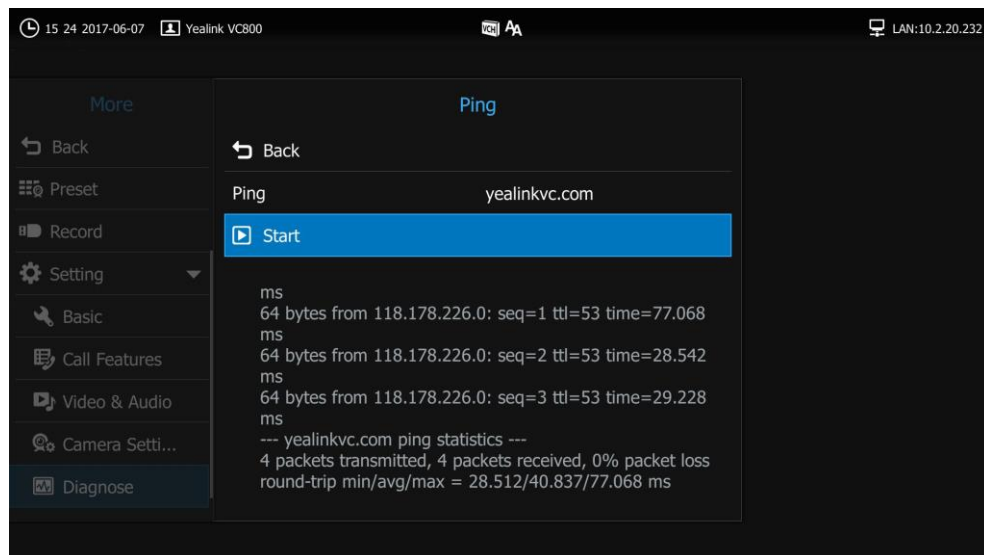 15 24 2017-06-07 Yealink VC800 VCH AA LAN:10.2.20.232
More
Back
Preset
Record
Setting
Basic
Call Features
Video & Audio
Camera Setti...
Diagnose
Ping
Back
Ping yealinkvc.com
Start
ms
64 bytes from 118.178.226.0: seq=1 ttl=53 time=77.068
ms
64 bytes from 118.178.226.0: seq=2 ttl=53 time=28.542
ms
64 bytes from 118.178.226.0: seq=3 ttl=53 time=29.228
ms
--- yealinkvc.com ping statistics ---
4 packets transmitted, 4 packets received, 0% packet loss
round-trip min/avg/max = 28.512/40.837/77.068 ms